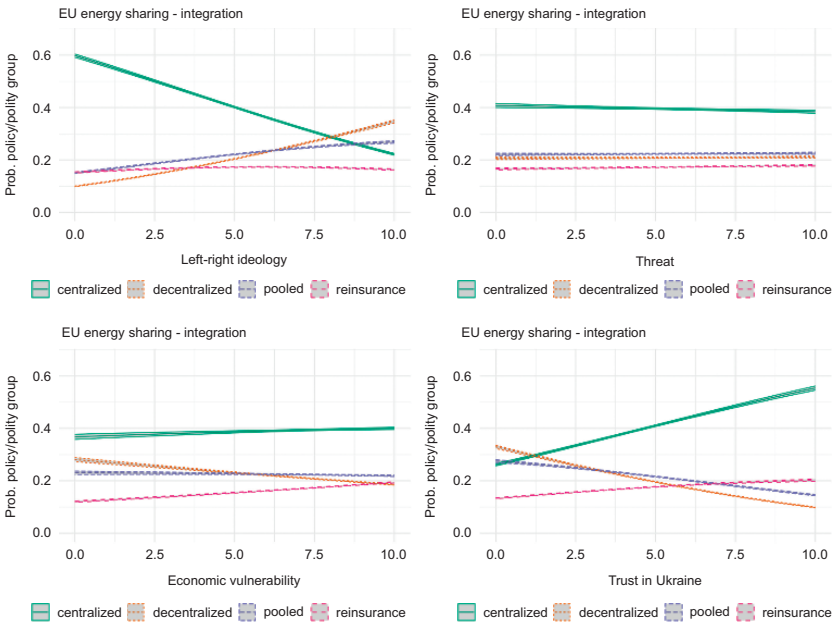 EU energy sharing - integration
Prob. policy/polity group
0.6
0.4
0.2
0.0
0.0 2.5 5.0 7.5 10.0
Left-right ideology
centralized decentralized pooled reinsurance
EU energy sharing - integration
Prob. policy/polity group
0.6
0.4
0.2
0.0
0.0 2.5 5.0 7.5 10.0
Threat
centralized decentralized pooled reinsurance
EU energy sharing - integration
Prob. policy/polity group
0.6
0.4
0.2
0.0
0.0 2.5 5.0 7.5 10.0
Economic vulnerability
centralized decentralized pooled reinsurance
EU energy sharing - integration
Prob. policy/polity group
0.6
0.4
0.2
0.0
0.0 2.5 5.0 7.5 10.0
Trust in Ukraine
centralized decentralized pooled reinsurance